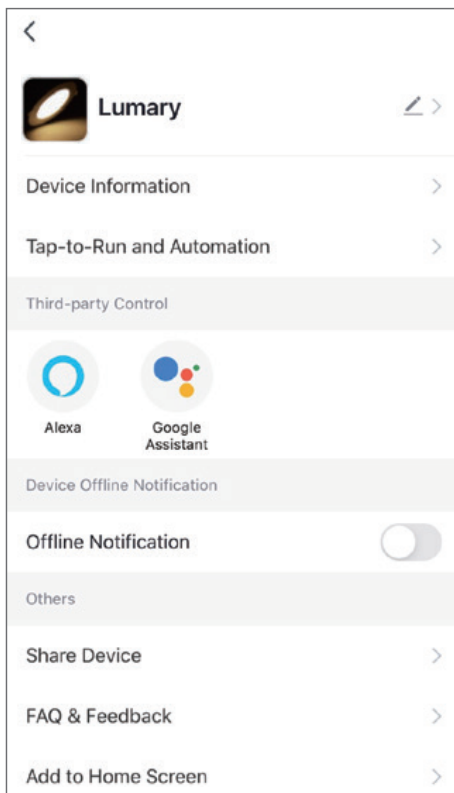 Lumary
Device Information
Tap-to-Run and Automation
Third-party Control
Alexa
Google
Assistant
Device Offline Notification
Offline Notification
Others
Share Device
FAQ & Feedback
Add to Home Screen